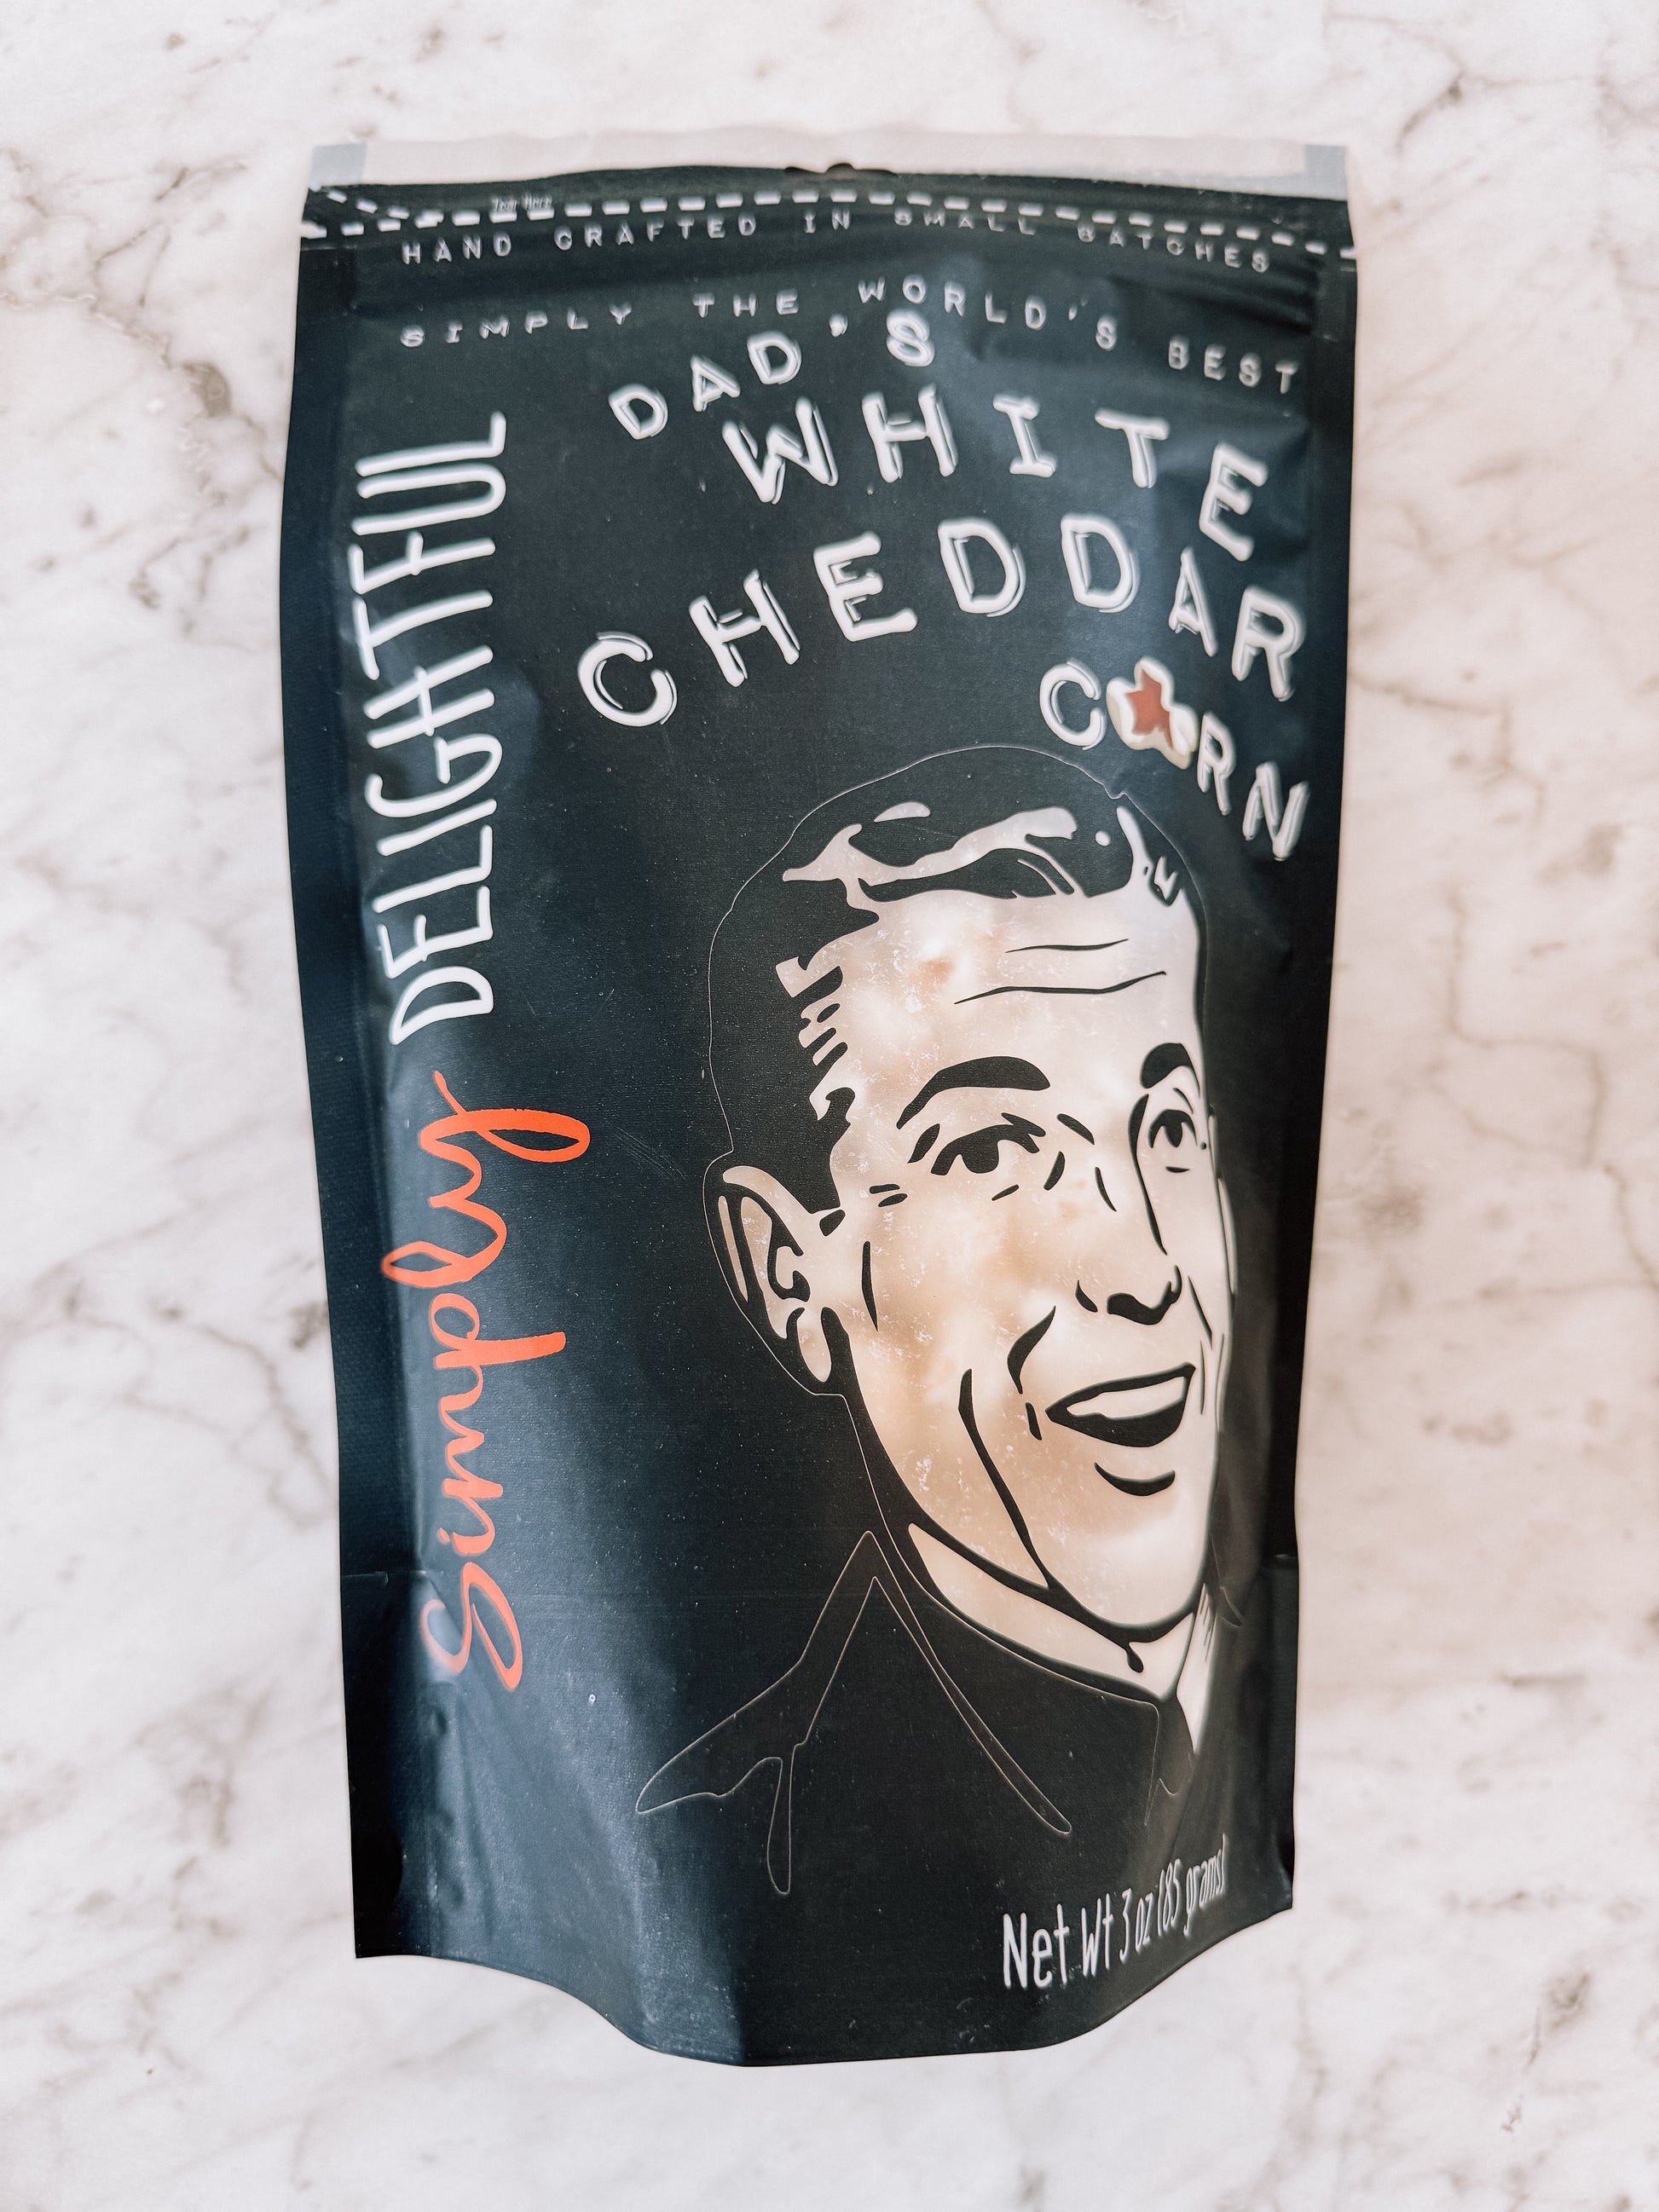 Tear Here
HAND CRAFTED IN SMALL BATCHES
SIMPLY THE WORLD'S BEST
DAD'S
WHITE
CHEDDAR
CORN
Simply DELIGHTFUL
Net Wt 3 oz (85 grams)